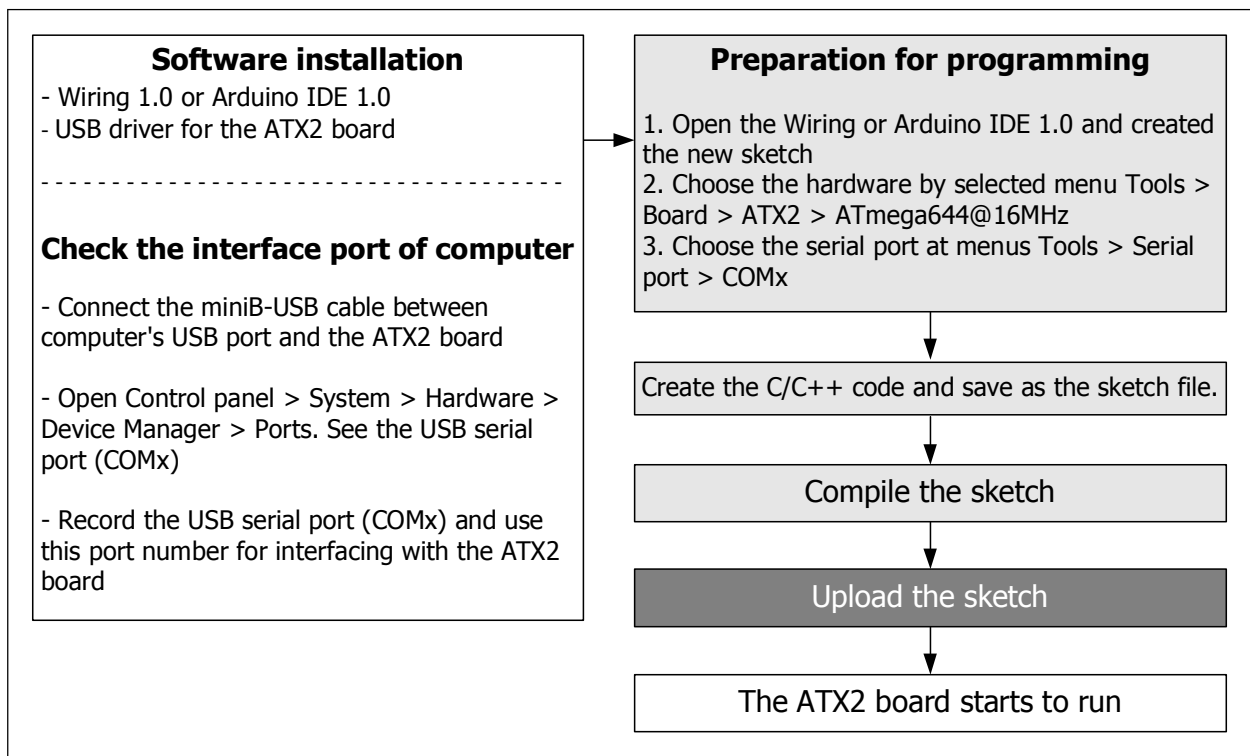 Software installation
- Wiring 1.0 or Arduino IDE 1.0
- USB driver for the ATX2 board
- - - - - - - - - - - - - - - - - - - - - - - - - - - - - - - - - - - - - -
Check the interface port of computer
- Connect the miniB-USB cable between
computer's USB port and the ATX2 board
- Open Control panel > System > Hardware >
Device Manager > Ports. See the USB serial
port (COMx)
- Record the USB serial port (COMx) and use
this port number for interfacing with the ATX2
board
Preparation for programming
1. Open the Wiring or Arduino IDE 1.0 and created
the new sketch
2. Choose the hardware by selected menu Tools >
Board > ATX2 > ATmega644@16MHz
3. Choose the serial port at menus Tools > Serial
port > COMx
Create the C/C++ code and save as the sketch file.
Compile the sketch
Upload the sketch
The ATX2 board starts to run